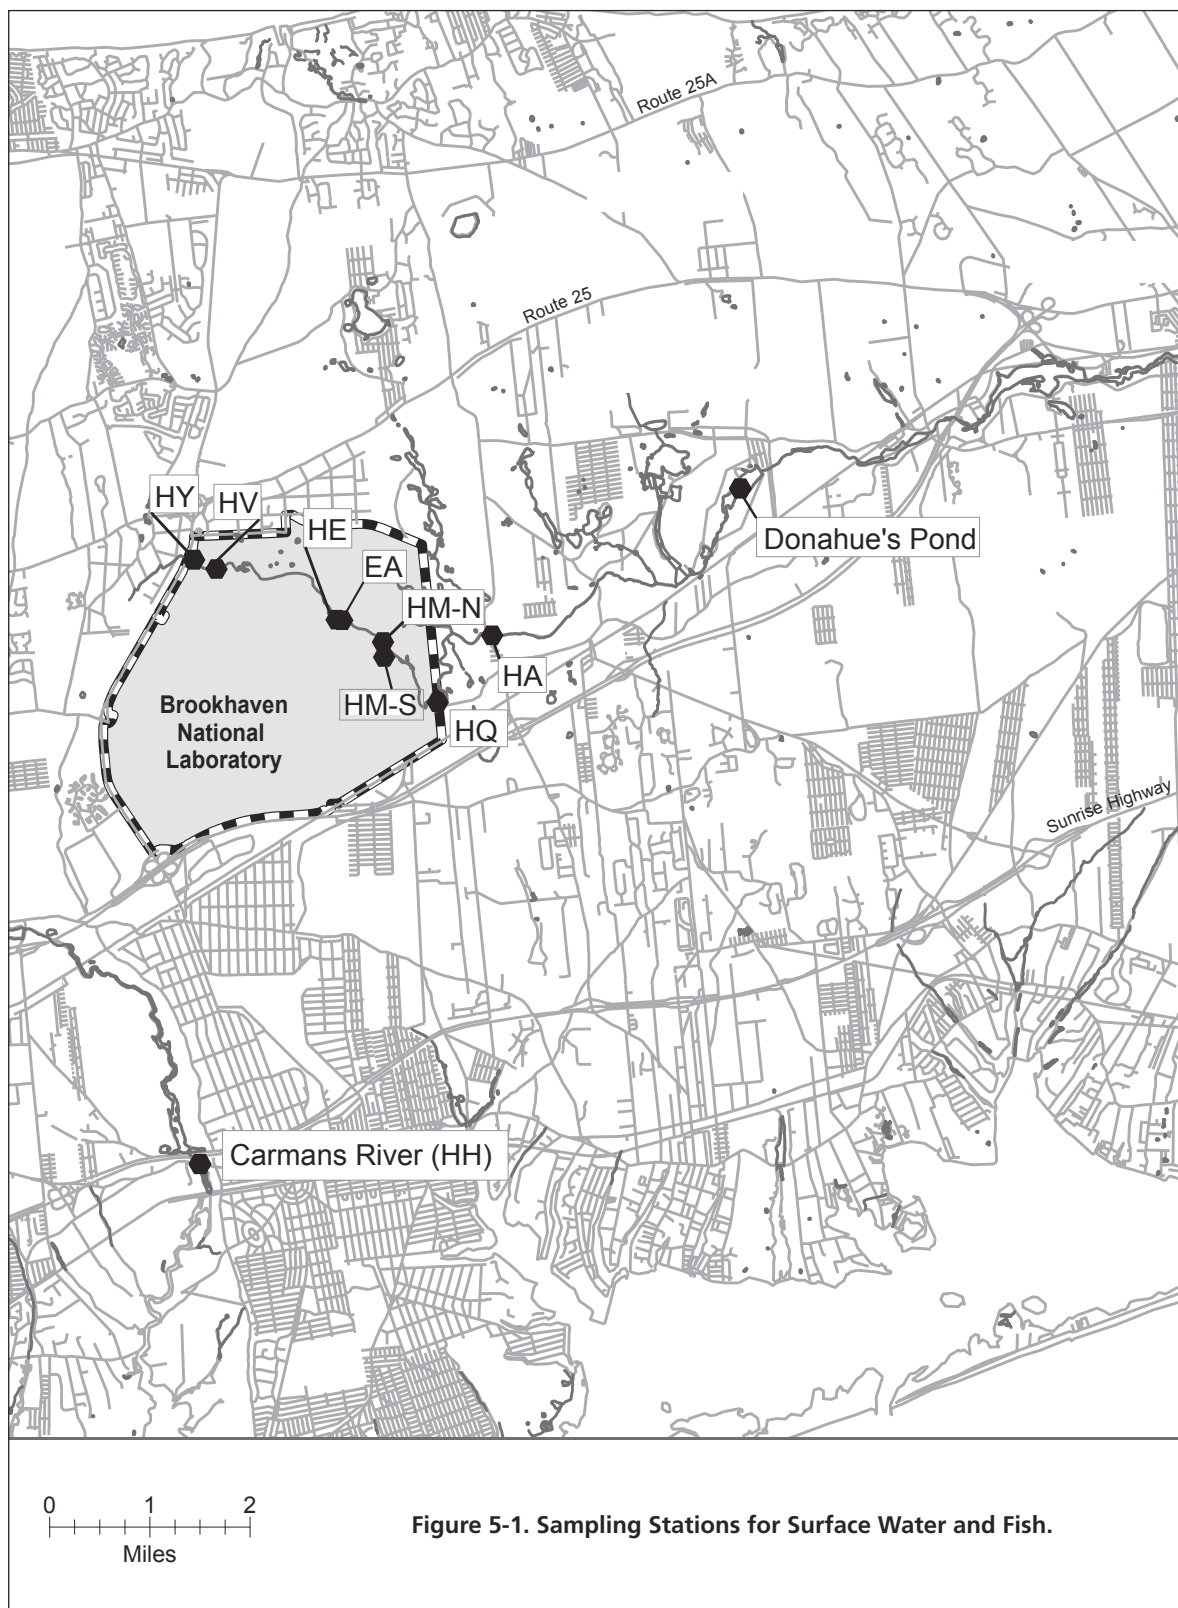 Route 25A
Route 25
HY
HV
HE
EA
HM-N
HA
HM-S
HQ
Donahue's Pond
Brookhaven
National
Laboratory
Sunrise Highway
Carmans River (HH)
0 1 2
Miles
Figure 5-1. Sampling Stations for Surface Water and Fish.